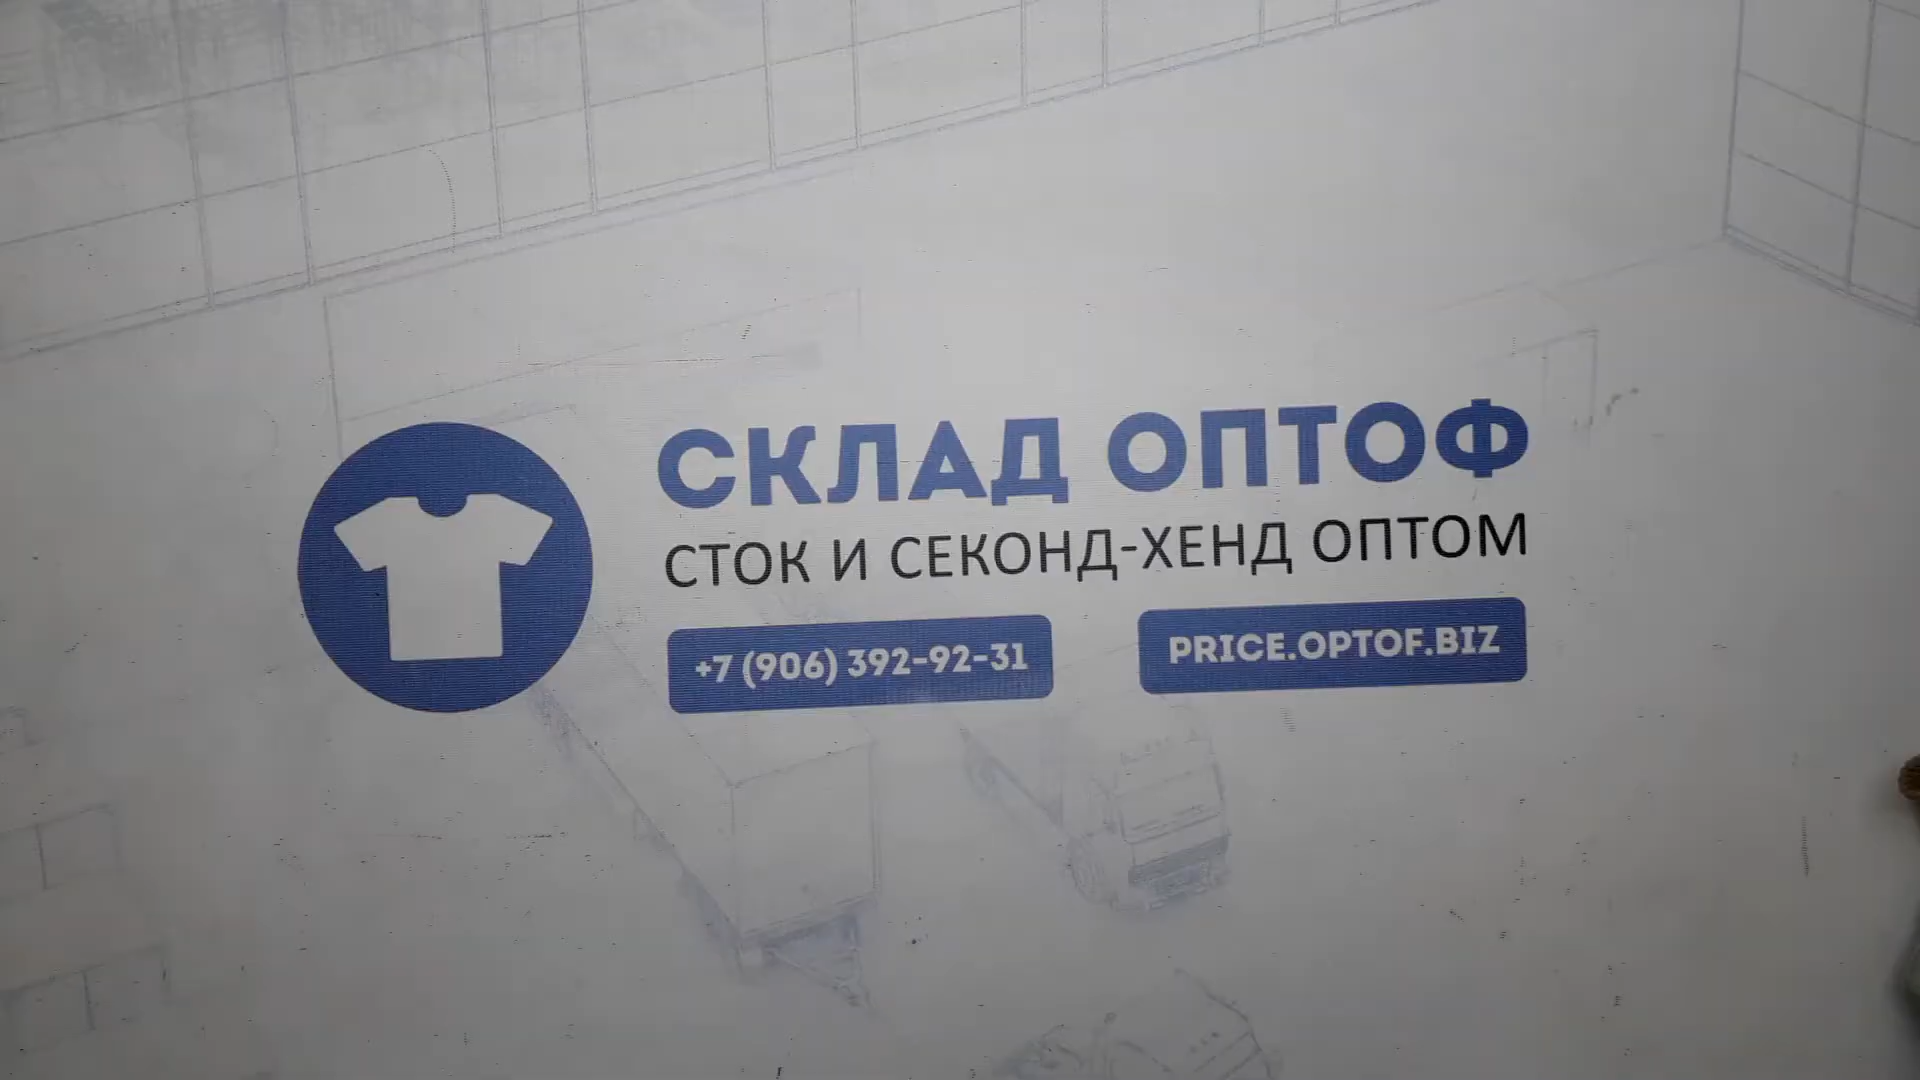 СКЛАД ОПТОФ
СТОК И СЕКОНД-ХЕНД ОПТОМ
+7 (906) 392-92-31
PRICE.OPTOF.BIZ